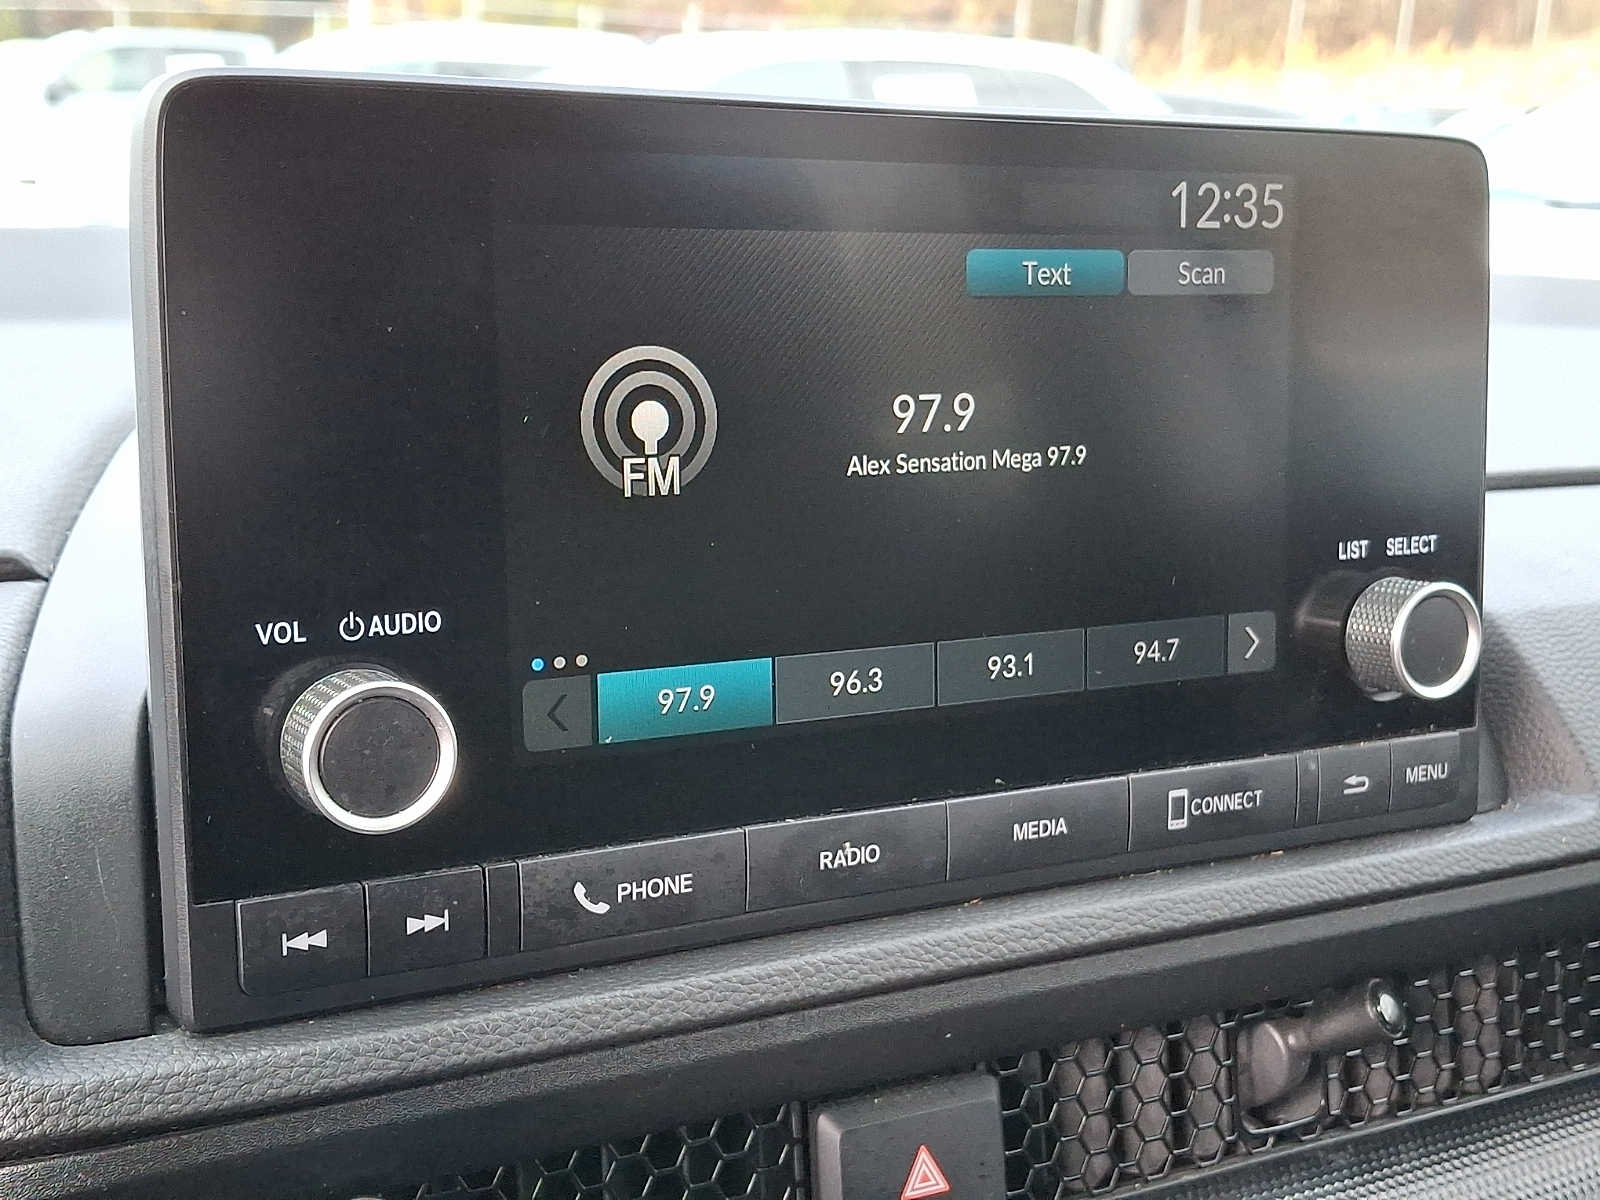 12:35
Text Scan
97.9
Alex Sensation Mega 97.9
FM
LIST SELECT
VOL AUDIO
97.9 96.3 93.1 94.7
PHONE RADIO MEDIA CONNECT MENU